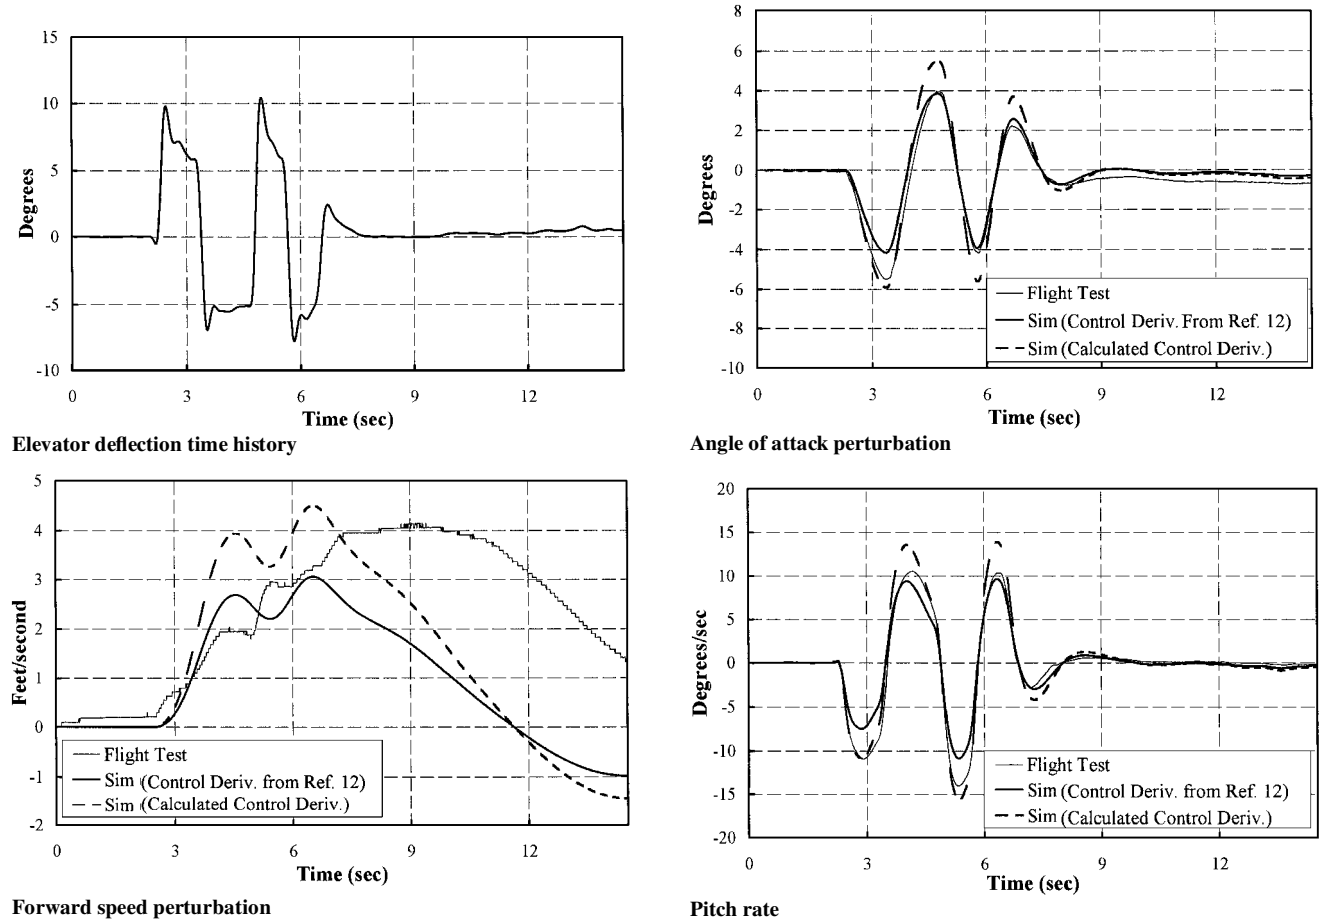 15
10
5
0
-5
-10
Degrees
0
3
6
9
12
Time (sec)
Elevator deflection time history
8
6
4
2
0
-2
-4
-6
-8
-10
Degrees
Flight Test
Sim (Control Deriv. From Ref. 12)
Sim (Calculated Control Deriv.)
0
3
6
9
12
Time (sec)
Angle of attack perturbation
5
4
3
2
1
0
-1
-2
Feet/second
Flight Test
Sim (Control Deriv. from Ref. 12)
Sim (Calculated Control Deriv.)
0
3
6
9
12
Time (sec)
Forward speed perturbation
20
15
10
5
0
-5
-10
-15
-20
Degrees/sec
Flight Test
Sim (Control Deriv. from Ref. 12)
Sim (Calculated Control Deriv.)
0
3
6
9
12
Time (sec)
Pitch rate